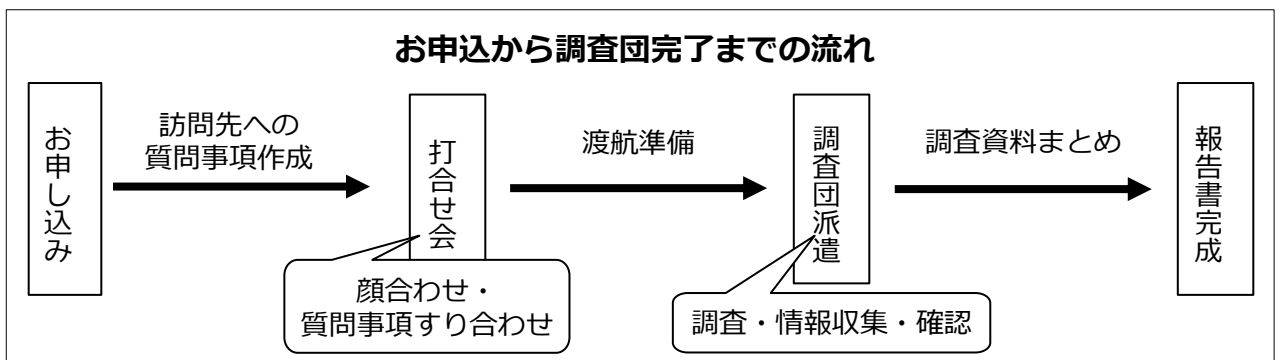 お申込から調査団完了までの流れ
お申し込み
訪問先への
質問事項作成
打合せ会
顔合わせ・
質問事項すり合わせ
渡航準備
調査団派遣
調査・情報収集・確認
調査資料まとめ
報告書完成